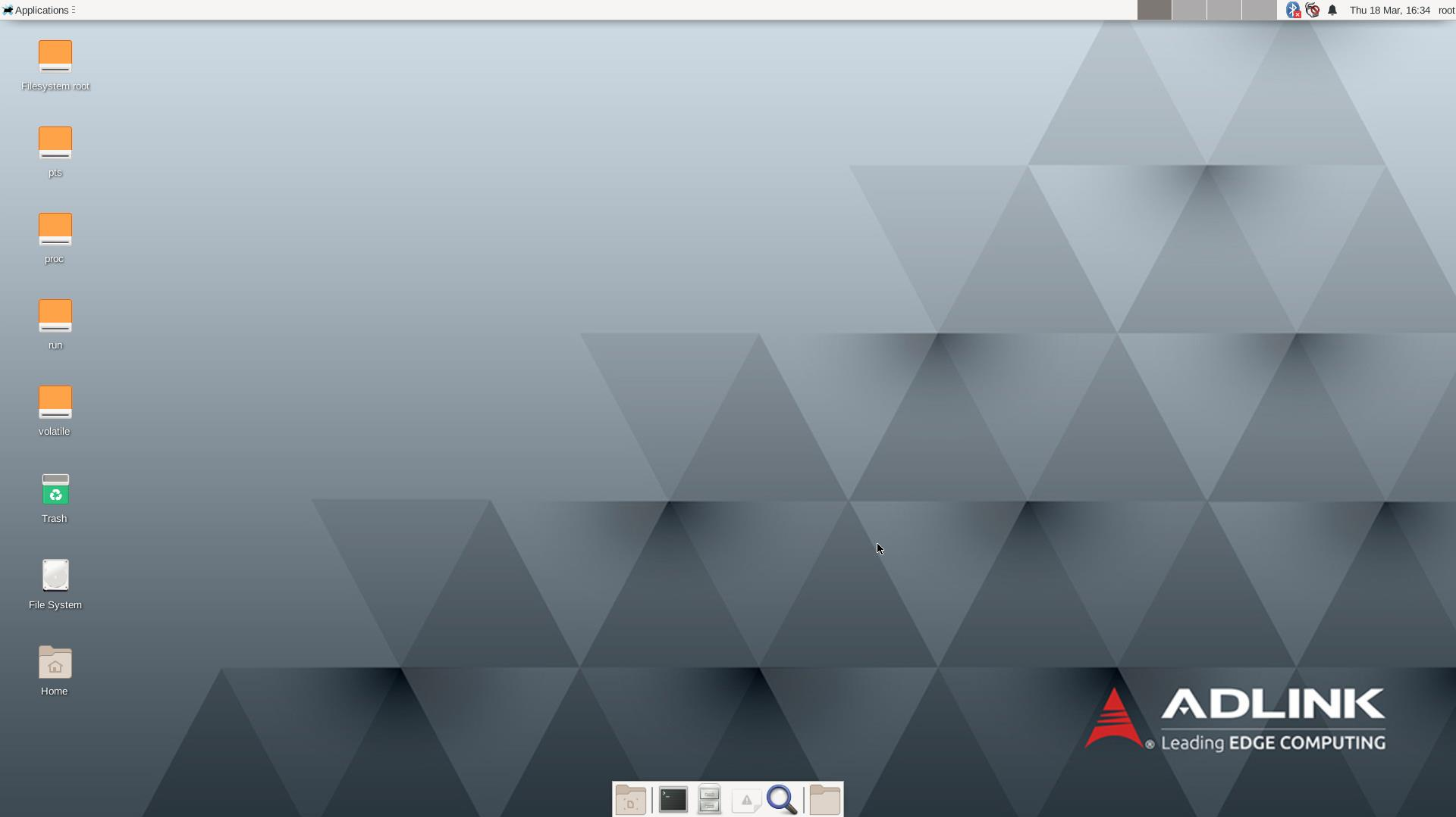 Applications
Thu 18 Mar, 16:34 root
Filesystem root
pts
proc
run
volatile
Trash
File System
Home
ADLINK
® Leading EDGE COMPUTING